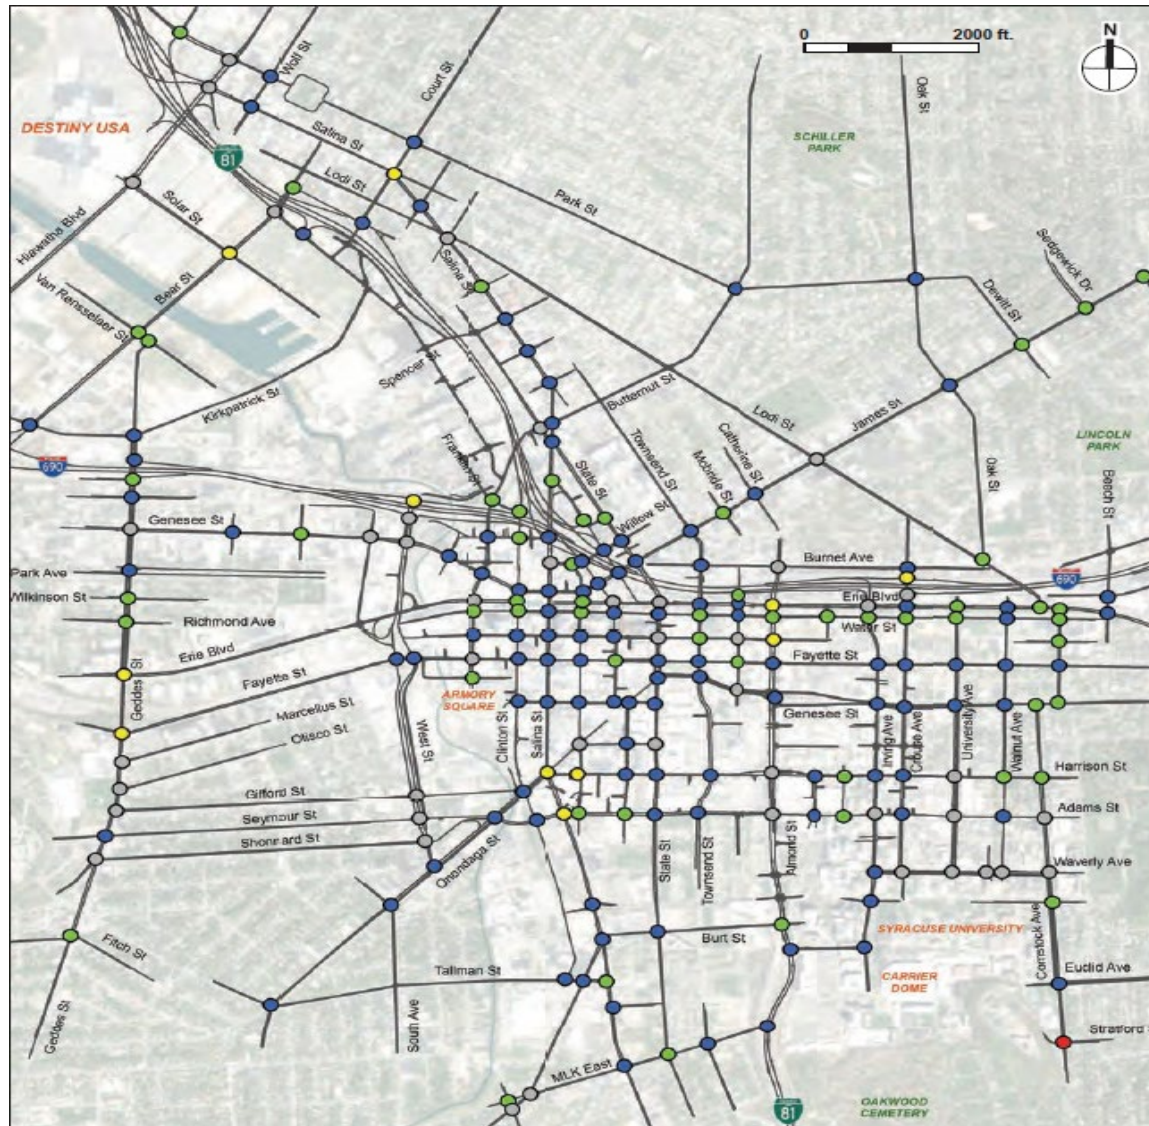 0 2000 ft.
N
Wolf St
Court St
Oak St
DESTINY USA
Salina St
SCHILLER
PARK
81
Lodi St
Park St
Solar St
Hiawatha Blvd
Sedgewick Dr
Salina St
Bear St
Van Rensselaer St
Dewitt St
Spencer St
Butternut St
Kirkpatrick St
Lodi St
James St
Townsend St
Catherine St
LINCOLN
PARK
Franklin St
Mcbride St
Oak St
690
State St
Beech St
Genesee St
Willow St
Burnet Ave
Park Ave
690
Wilkinson St
Erie Blvd
Richmond Ave
Water St
Erie Blvd
Fayette St
Fayette St
Geddes St
ARMORY
SQUARE
Marcellus St
Genesee St
Otisco St
West St
Clinton St
Salina St
Irving Ave
Crouse Ave
University Ave
Walnut Ave
Harrison St
Gifford St
Adams St
Seymour St
Shonnard St
Onondaga St
State St
Townsend St
Almond St
Waverly Ave
SYRACUSE UNIVERSITY
Burt St
Fitch St
Comstock Ave
Tallman St
CARRIER
DOME
Euclid Ave
Geddes St
South Ave
Stratford
MLK East
OAKWOOD
CEMETERY
81